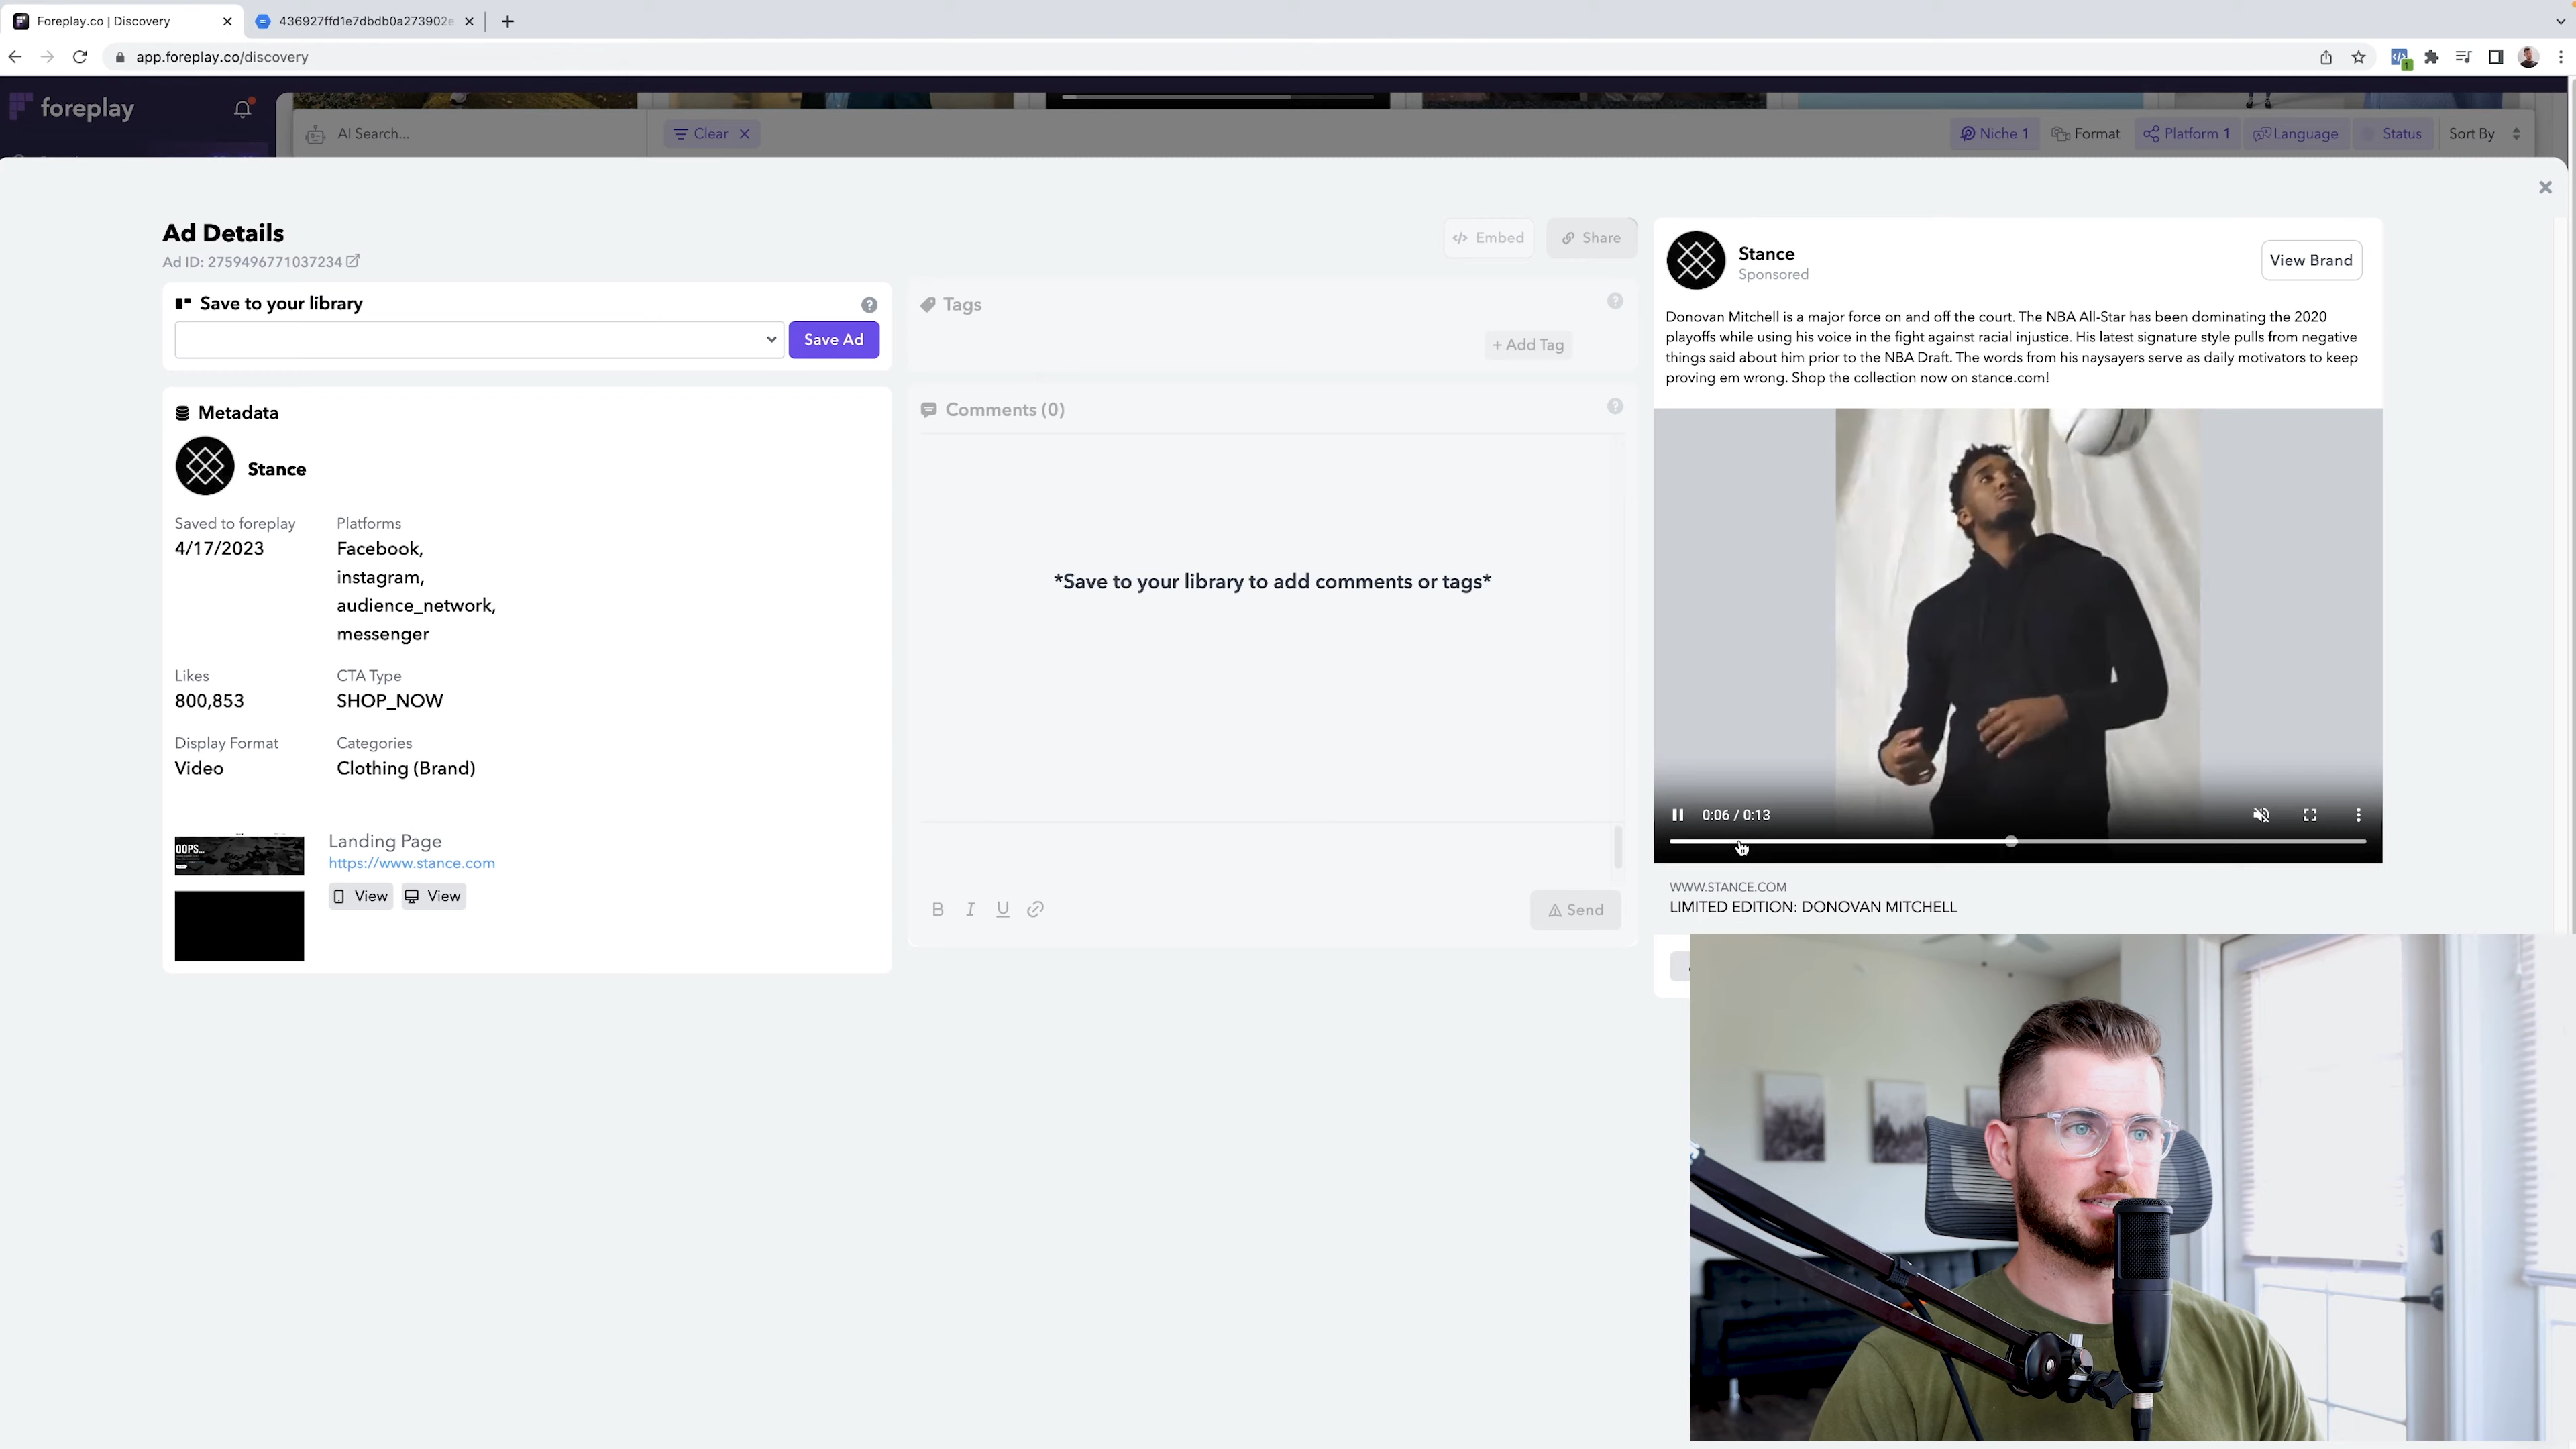 Foreplay.co | Discovery
436927ffd1e7dbdb0a273902e
app.foreplay.co/discovery
1
foreplay
AI Search...
Clear
Niche 1
Format
Platform 1
Language
Status
Sort By
Ad Details
Ad ID: 2759496771037234
Embed
Share
Save to your library
?
Save Ad
Tags
?
+ Add Tag
Metadata
Stance
Saved to foreplay
4/17/2023
Platforms
Facebook,
instagram,
audience_network,
messenger
Likes
800,853
CTA Type
SHOP_NOW
Display Format
Video
Categories
Clothing (Brand)
OOPS...
Landing Page
https://www.stance.com
View
View
Comments (0)
?
*Save to your library to add comments or tags*
B I U
Send
Stance
Sponsored
View Brand
Donovan Mitchell is a major force on and off the court. The NBA All-Star has been dominating the 2020
playoffs while using his voice in the fight against racial injustice. His latest signature style pulls from negative
things said about him prior to the NBA Draft. The words from his naysayers serve as daily motivators to keep
proving em wrong. Shop the collection now on stance.com!
0:06 / 0:13
WWW.STANCE.COM
LIMITED EDITION: DONOVAN MITCHELL